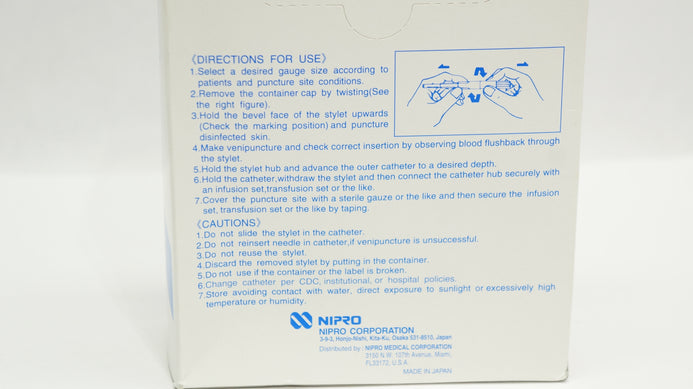 《DIRECTIONS FOR USE》
1.Select a desired gauge size according to
patients and puncture site conditions.
2.Remove the container cap by twisting(See
the right figure).
3.Hold the bevel face of the stylet upwards
(Check the marking position) and puncture
disinfected skin.
4.Make venipuncture and check correct insertion by observing blood flushback through
the stylet.
5.Hold the stylet hub and advance the outer catheter to a desired depth.
6.Hold the catheter,withdraw the stylet and then connect the catheter hub securely with
an infusion set,transfusion set or the like.
7.Cover the puncture site with a sterile gauze or the like and then secure the infusion
set, transfusion set or the like by taping.
《CAUTIONS》
1.Do not slide the stylet in the catheter.
2.Do not reinsert needle in catheter,if venipuncture is unsuccessful.
3.Do not reuse the stylet.
4.Discard the removed stylet by putting in the container.
5.Do not use if the container or the label is broken.
6.Change catheter per CDC, institutional, or hospital policies.
7.Store avoiding contact with water, direct exposure to sunlight or excessively high
temperature or humidity.
NIPRO
NIPRO CORPORATION
3-9-3, Honjo-Nishi, Kita-Ku, Osaka 531-8510, Japan
Distributed by : NIPRO MEDICAL CORPORATION
3150 N.W. 107th Avenue, Miami,
FL33172, U.S.A.
MADE IN JAPAN